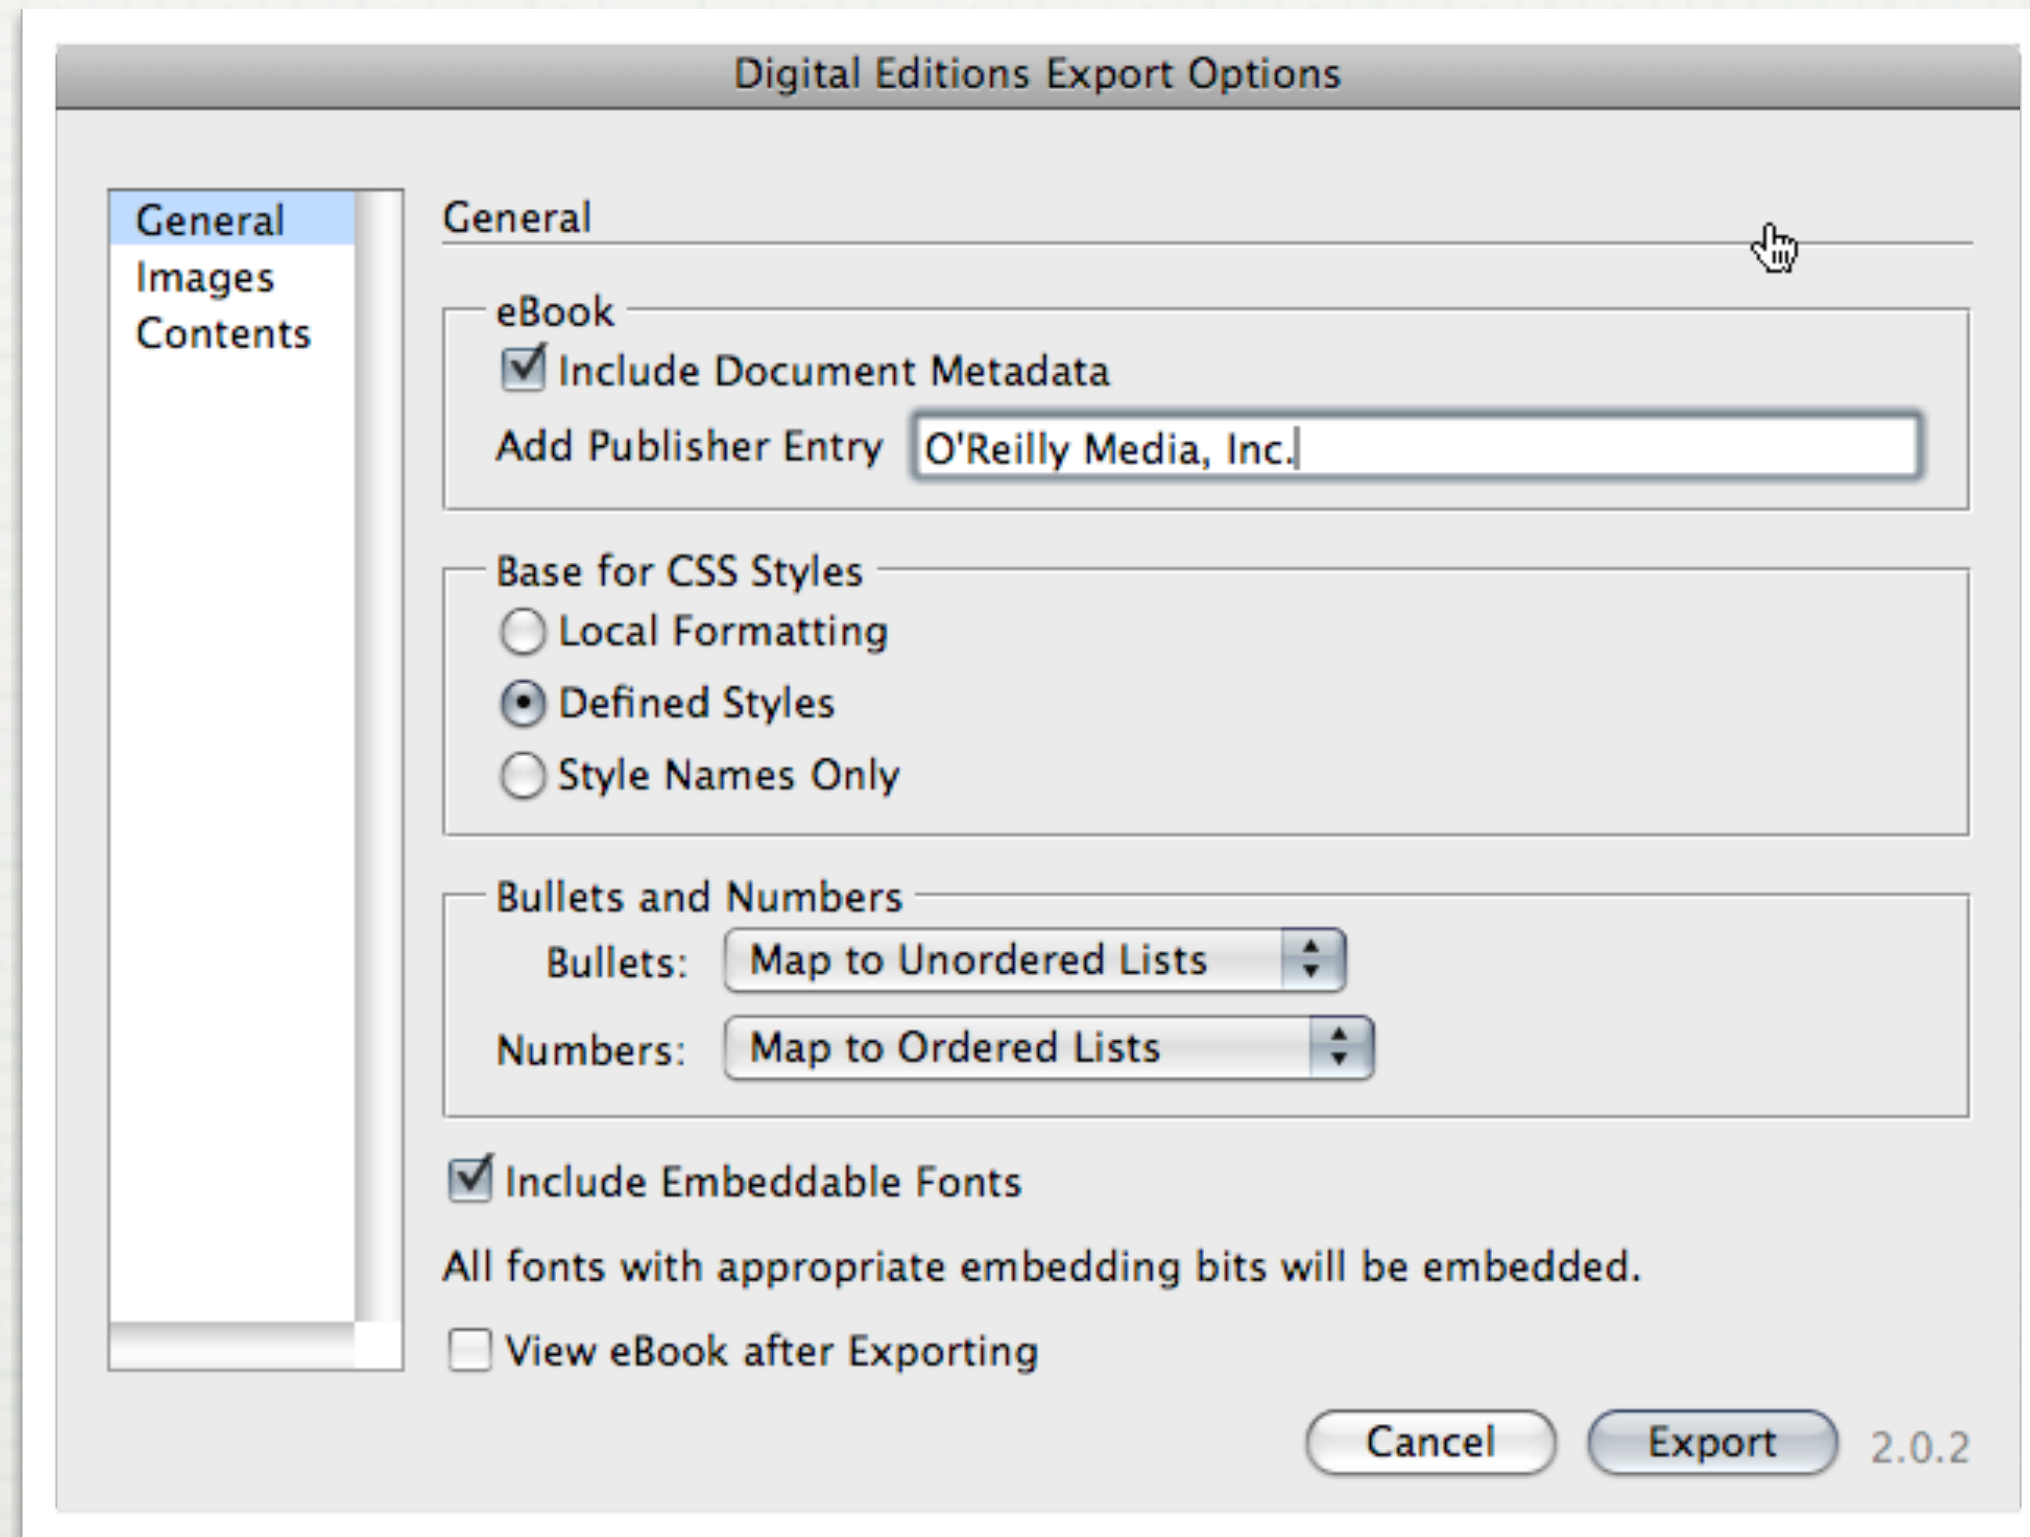 Digital Editions Export Options
General
Images
Contents
General
eBook
Include Document Metadata
Add Publisher Entry O'Reilly Media, Inc.
Base for CSS Styles
Local Formatting
Defined Styles
Style Names Only
Bullets and Numbers
Bullets: Map to Unordered Lists
Numbers: Map to Ordered Lists
Include Embeddable Fonts
All fonts with appropriate embedding bits will be embedded.
View eBook after Exporting
Cancel Export 2.0.2